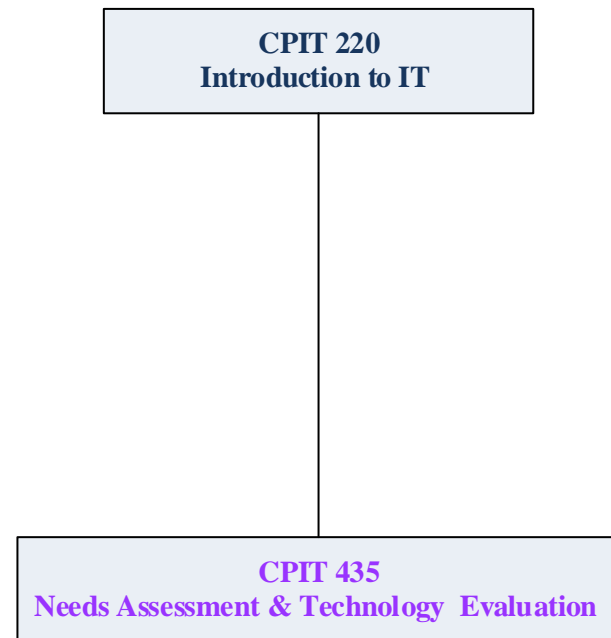 CPIT 220
Introduction to IT
CPIT 435
Needs Assessment & Technology Evaluation